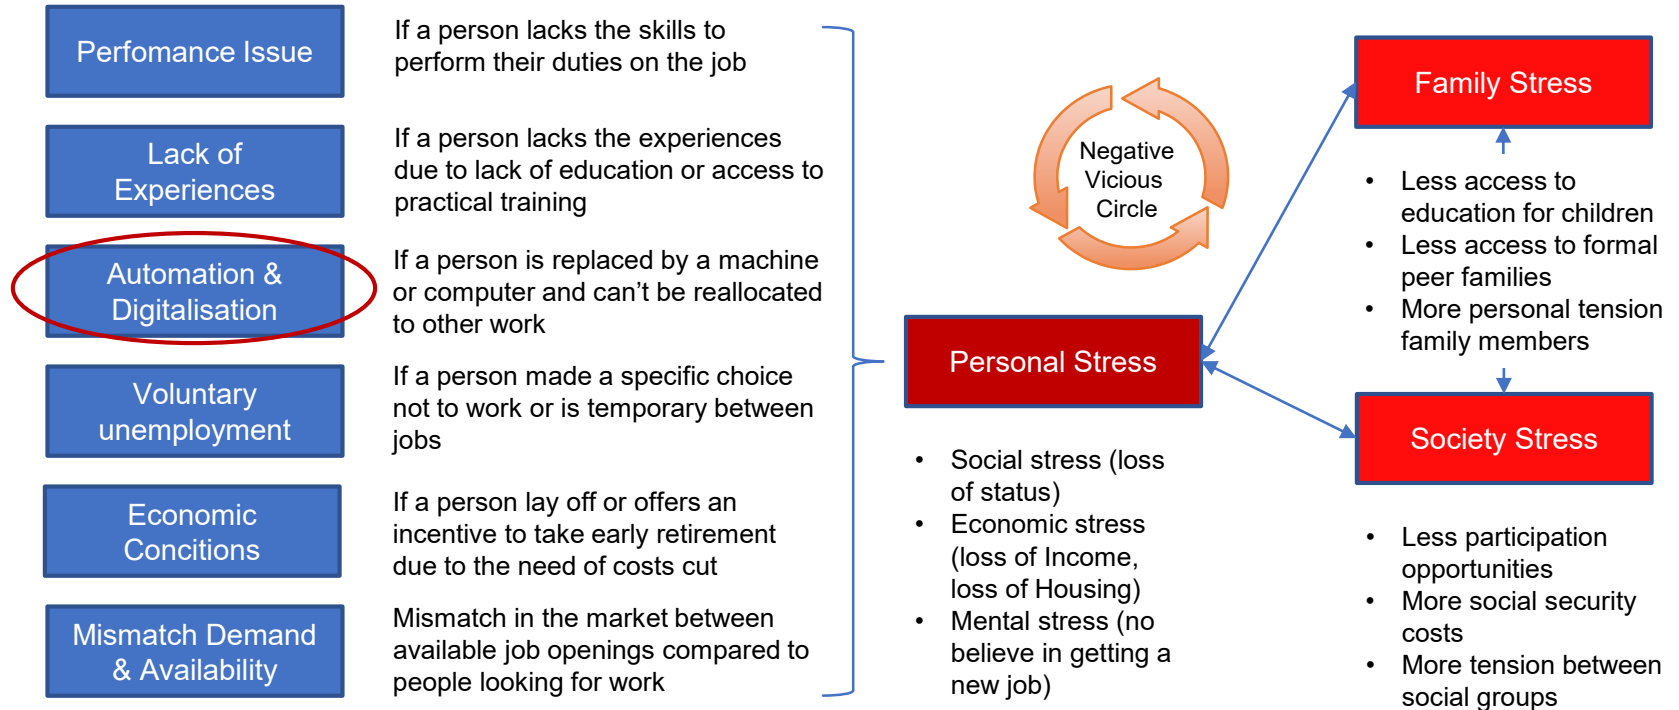 Perfomance Issue
If a person lacks the skills to
perform their duties on the job
Lack of
Experiences
If a person lacks the experiences
due to lack of education or access to
practical training
Automation &
Digitalisation
If a person is replaced by a machine
or computer and can't be reallocated
to other work
Voluntary
unemployment
If a person made a specific choice
not to work or is temporary between
jobs
Economic
Concitions
If a person lay off or offers an
incentive to take early retirement
due to the need of costs cut
Mismatch Demand
& Availability
Mismatch in the market between
available job openings compared to
people looking for work
Negative
Vicious
Circle
Personal Stress
• Social stress (loss
of status)
• Economic stress
(loss of Income,
loss of Housing)
• Mental stress (no
believe in getting a
new job)
Family Stress
• Less access to
education for children
• Less access to formal
peer families
• More personal tension
family members
Society Stress
• Less participation
opportunities
• More social security
costs
• More tension between
social groups